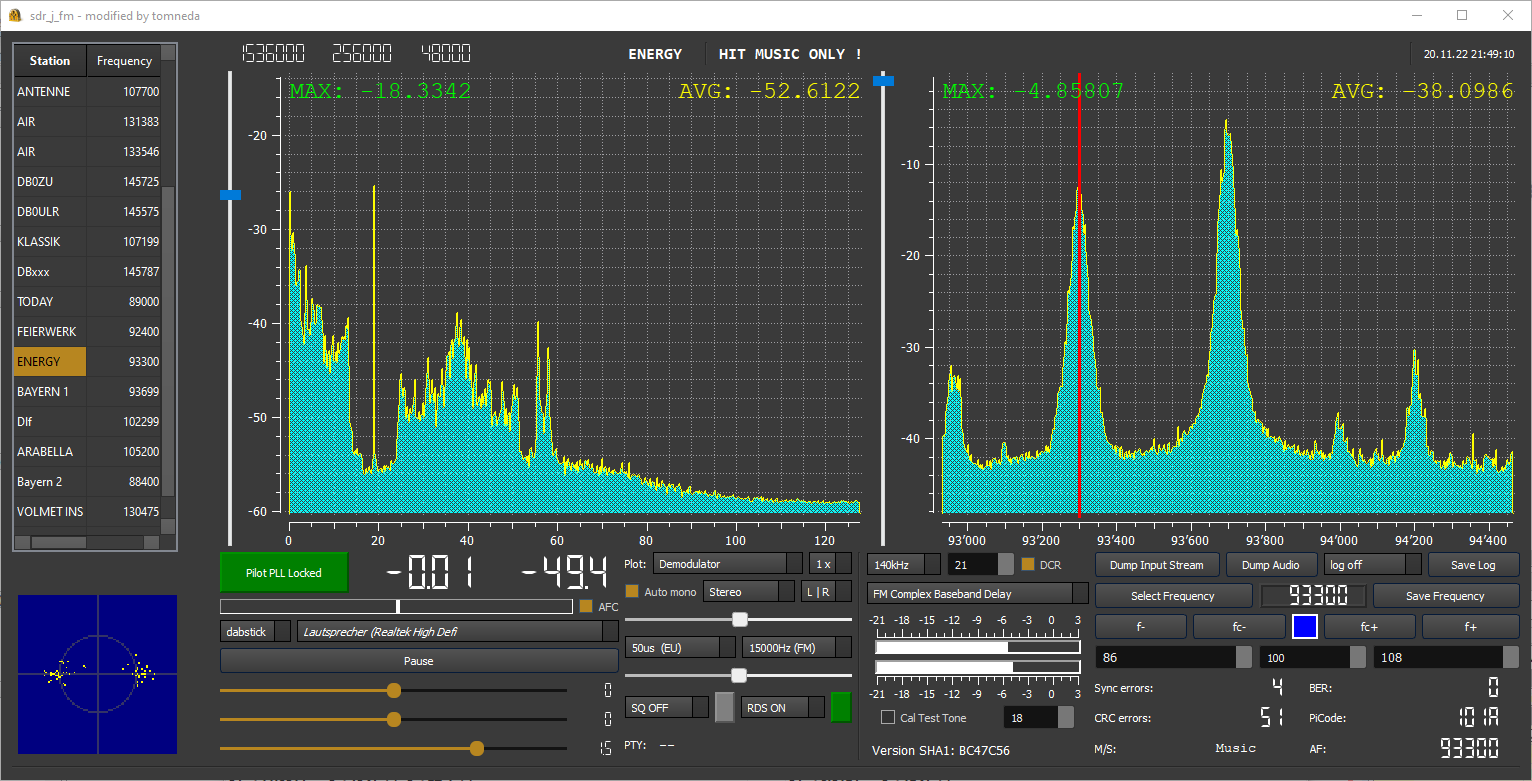 sdr_j_fm - modified by tomneda
1536000 256000 48000
ENERGY HIT MUSIC ONLY !
20.11.22 21:49:10
Station Frequency
ANTENNE 107700
AIR 131383
AIR 133546
DB0ZU 145725
DB0ULR 145575
KLASSIK 107199
DBxxx 145787
TODAY 89000
FEIERWERK 92400
ENERGY 93300
BAYERN 1 93699
Dlf 102299
ARABELLA 105200
Bayern 2 88400
VOLMET INS 130475
MAX: -18.3342 AVG: -52.6122
-20
-30
-40
-50
-60
0 20 40 60 80 100 120
MAX: -4.85807 AVG: -38.0986
-10
-20
-30
-40
93'000 93'200 93'400 93'600 93'800 94'000 94'200 94'400
Pilot PLL Locked -0.01 -49.4
AFC
dabstick Lautsprecher (Realtek High Defi
Pause
0
0
15
Plot: Demodulator 1 x
Auto mono Stereo L | R
50us (EU) 15000Hz (FM)
SQ OFF RDS ON
PTY: --
140kHz 21 DCR
FM Complex Baseband Delay
-21 -18 -15 -12 -9 -6 -3 0 3
-21 -18 -15 -12 -9 -6 -3 0 3
Cal Test Tone 18
Version SHA1: BC47C56
Dump Input Stream Dump Audio log off Save Log
Select Frequency 93300 Save Frequency
f- fc- fc+ f+
86 100 108
Sync errors: 4 BER: 0
CRC errors: 51 PiCode: 101A
M/S: Music AF: 93300